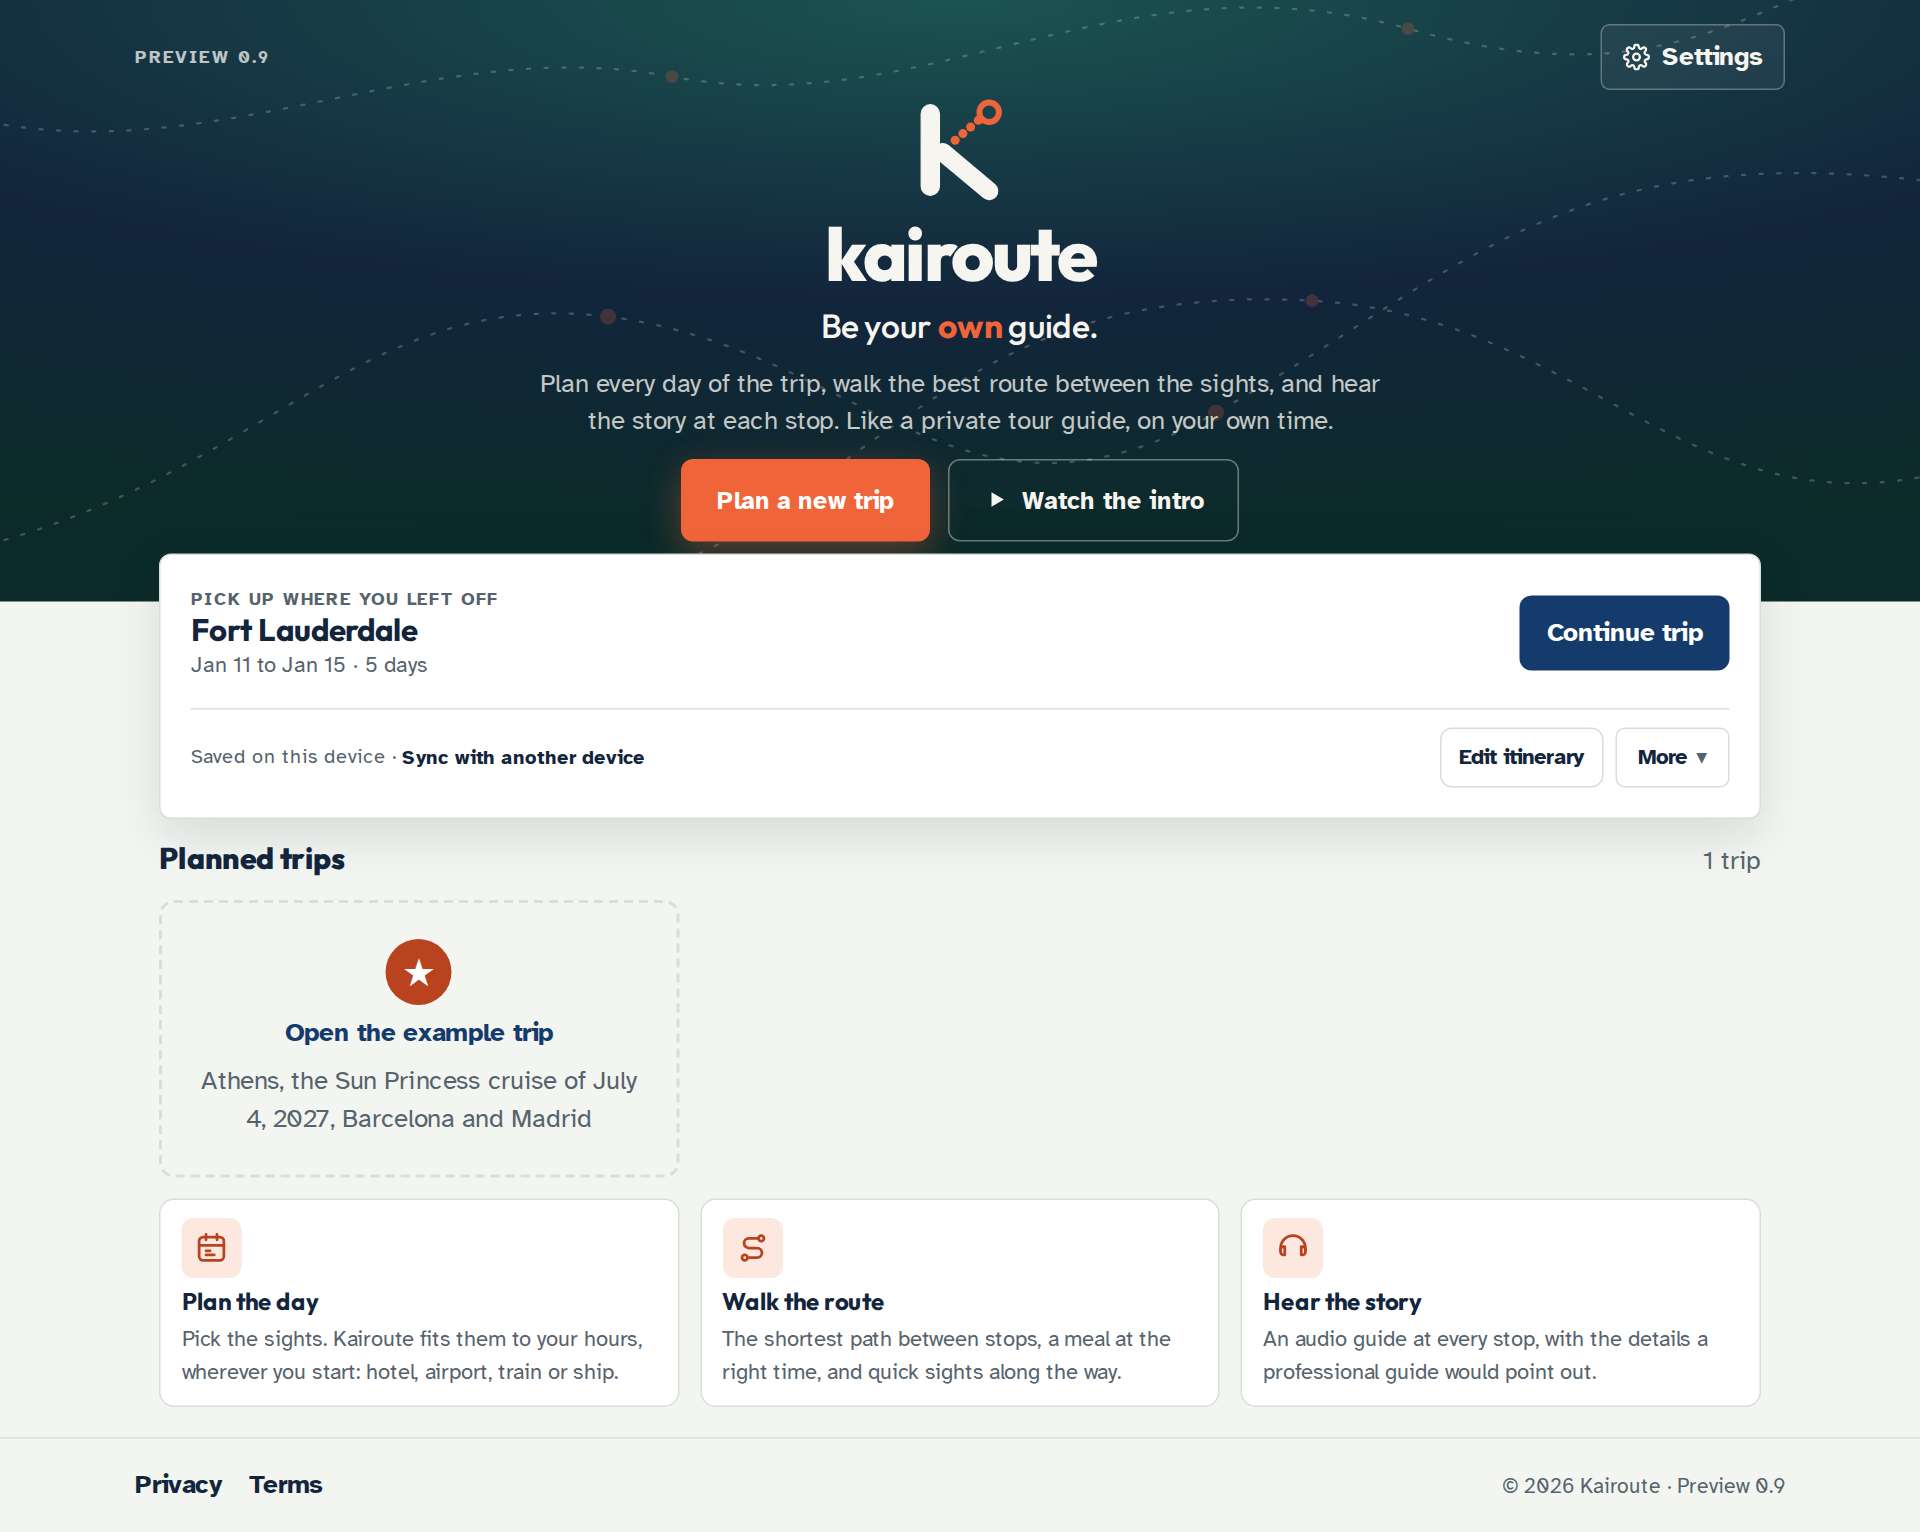 PREVIEW 0.9
Settings
kairoute
Be your own guide.
Plan every day of the trip, walk the best route between the sights, and hear
the story at each stop. Like a private tour guide, on your own time.
Plan a new trip
Watch the intro
PICK UP WHERE YOU LEFT OFF
Fort Lauderdale
Jan 11 to Jan 15 · 5 days
Continue trip
Saved on this device · Sync with another device
Edit itinerary
More ▼
Planned trips
1 trip
Open the example trip
Athens, the Sun Princess cruise of July
4, 2027, Barcelona and Madrid
Plan the day
Pick the sights. Kairoute fits them to your hours,
wherever you start: hotel, airport, train or ship.
Walk the route
The shortest path between stops, a meal at the
right time, and quick sights along the way.
Hear the story
An audio guide at every stop, with the details a
professional guide would point out.
Privacy
Terms
© 2026 Kairoute · Preview 0.9